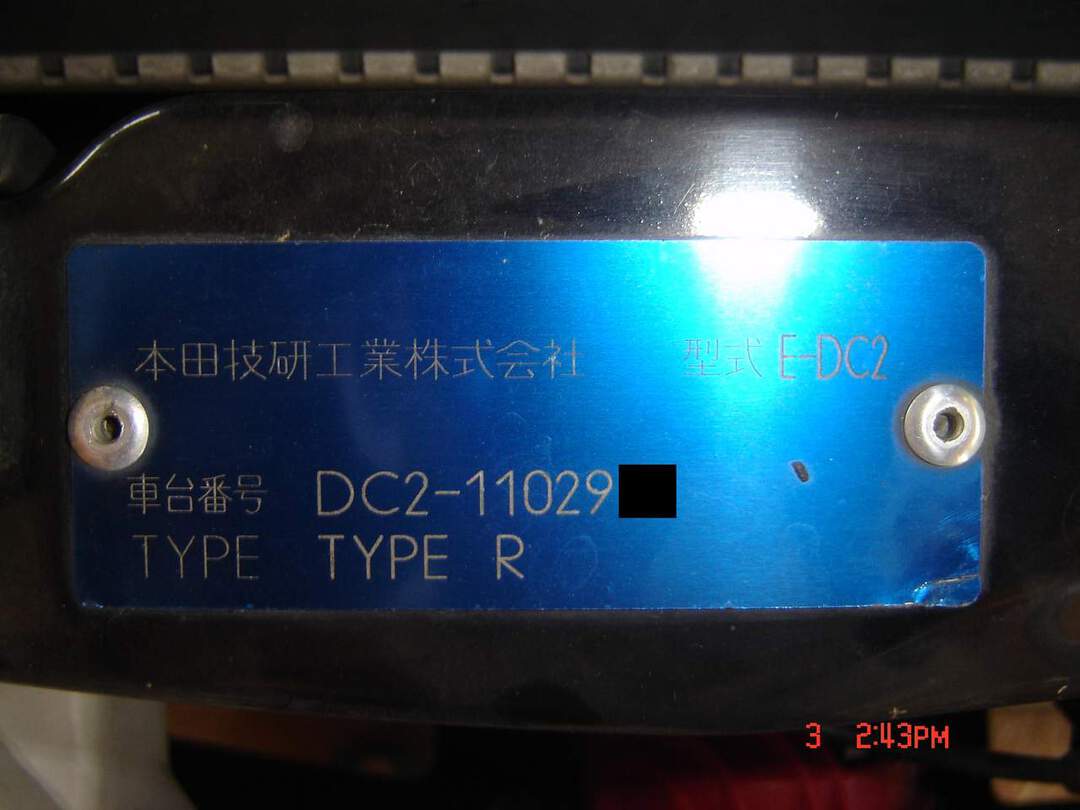 本田技研工業株式会社 型式 E-DC2
車台番号 DC2-11029
TYPE TYPE R
3 2:43PM